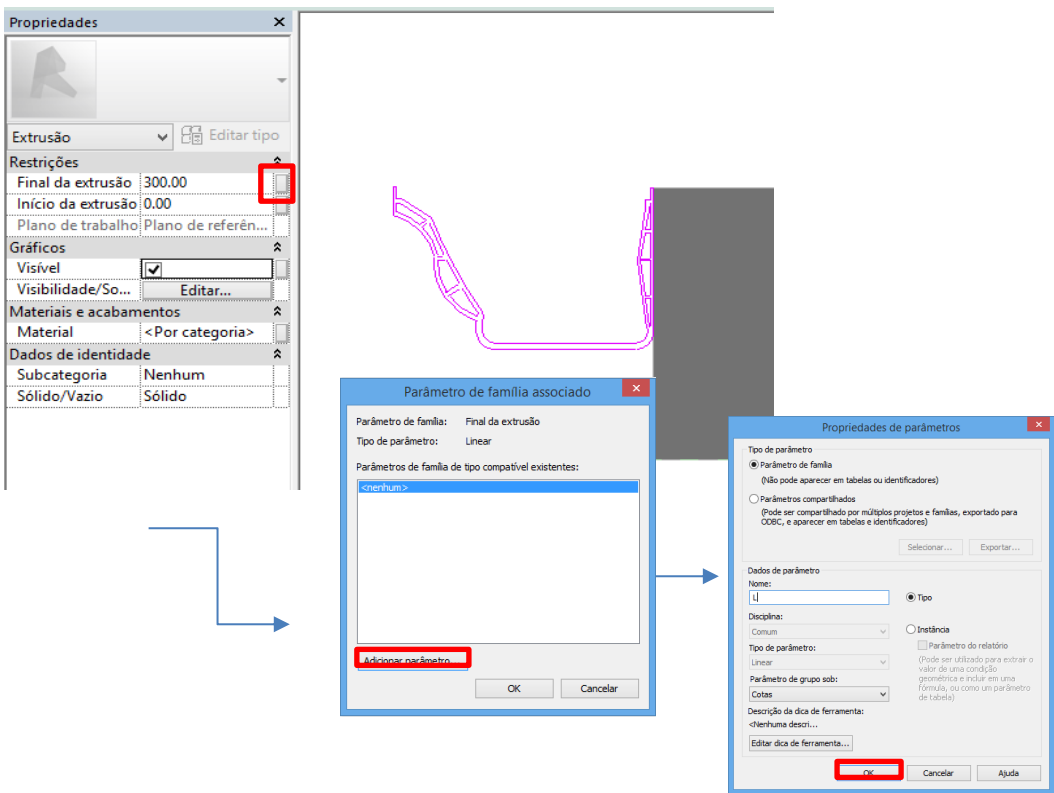 Propriedades
Extrusão
Editar tipo
Restrições
Final da extrusão 300.00
Início da extrusão 0.00
Plano de trabalho Plano de referên...
Gráficos
Visível
Visibilidade/So... Editar...
Materiais e acabamentos
Material <Por categoria>
Dados de identidade
Subcategoria Nenhum
Sólido/Vazio Sólido
Parâmetro de família associado
Parâmetro de família: Final da extrusão
Tipo de parâmetro: Linear
Parâmetros de família de tipo compatível existentes:
<nenhum>
Adicionar parâmetro...
OK Cancelar
Propriedades de parâmetros
Tipo de parâmetro
Parâmetro de família
(Não pode aparecer em tabelas ou identificadores)
Parâmetros compartilhados
(Pode ser compartilhado por múltiplos projetos e famílias, exportado para
ODBC, e aparecer em tabelas e identificadores)
Selecionar... Exportar...
Dados de parâmetro
Nome:
L
Tipo
Disciplina:
Comum
Instância
Tipo de parâmetro:
Linear
Parâmetro do relatório
(Pode ser utilizado para extrair o
valor de uma condição
geométrica e incluir em uma
fórmula, ou como um parâmetro
de tabela)
Parâmetro de grupo sob:
Cotas
Descrição da dica de ferramenta:
<Nenhuma descri...
Editar dica de ferramenta...
OK Cancelar Ajuda